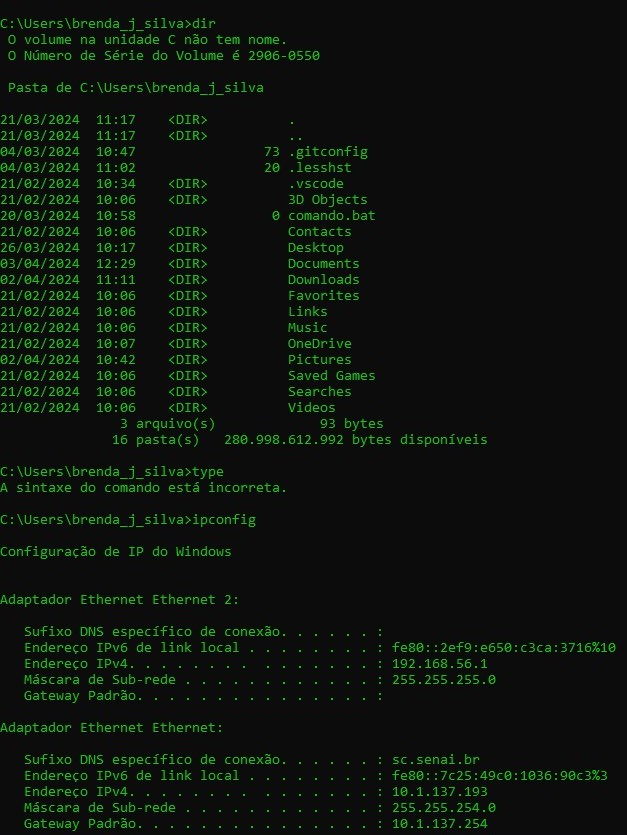 C:\Users\brenda_j_silva>dir
O volume na unidade C não tem nome.
O Número de Série do Volume é 2906-0550
Pasta de C:\Users\brenda_j_silva
21/03/2024  11:17    <DIR>          .
21/03/2024  11:17    <DIR>          ..
04/03/2024  10:47                73 .gitconfig
04/03/2024  11:02                20 .lesshst
21/02/2024  10:34    <DIR>          .vscode
21/02/2024  10:06    <DIR>          3D Objects
20/03/2024  10:58                 0 comando.bat
21/02/2024  10:06    <DIR>          Contacts
26/03/2024  10:17    <DIR>          Desktop
03/04/2024  12:29    <DIR>          Documents
02/04/2024  11:11    <DIR>          Downloads
21/02/2024  10:06    <DIR>          Favorites
21/02/2024  10:06    <DIR>          Links
21/02/2024  10:06    <DIR>          Music
21/02/2024  10:07    <DIR>          OneDrive
02/04/2024  10:42    <DIR>          Pictures
21/02/2024  10:06    <DIR>          Saved Games
21/02/2024  10:06    <DIR>          Searches
21/02/2024  10:06    <DIR>          Videos
3 arquivo(s)             93 bytes
16 pasta(s)   280.998.612.992 bytes disponíveis
C:\Users\brenda_j_silva>type
A sintaxe do comando está incorreta.
C:\Users\brenda_j_silva>ipconfig
Configuração de IP do Windows
Adaptador Ethernet Ethernet 2:
Sufixo DNS específico de conexão. . . . . . :
Endereço IPv6 de link local . . . . . . . . : fe80::2ef9:e650:c3ca:3716%10
Endereço IPv4. . . . . . . .  . . . . . . . : 192.168.56.1
Máscara de Sub-rede . . . . . . . . . . . . : 255.255.255.0
Gateway Padrão. . . . . . . . . . . . . . . :
Adaptador Ethernet Ethernet:
Sufixo DNS específico de conexão. . . . . . : sc.senai.br
Endereço IPv6 de link local . . . . . . . . : fe80::7c25:49c0:1036:90c3%3
Endereço IPv4. . . . . . . .  . . . . . . . : 10.1.137.193
Máscara de Sub-rede . . . . . . . . . . . . : 255.255.254.0
Gateway Padrão. . . . . . . . . . . . . . . : 10.1.137.254